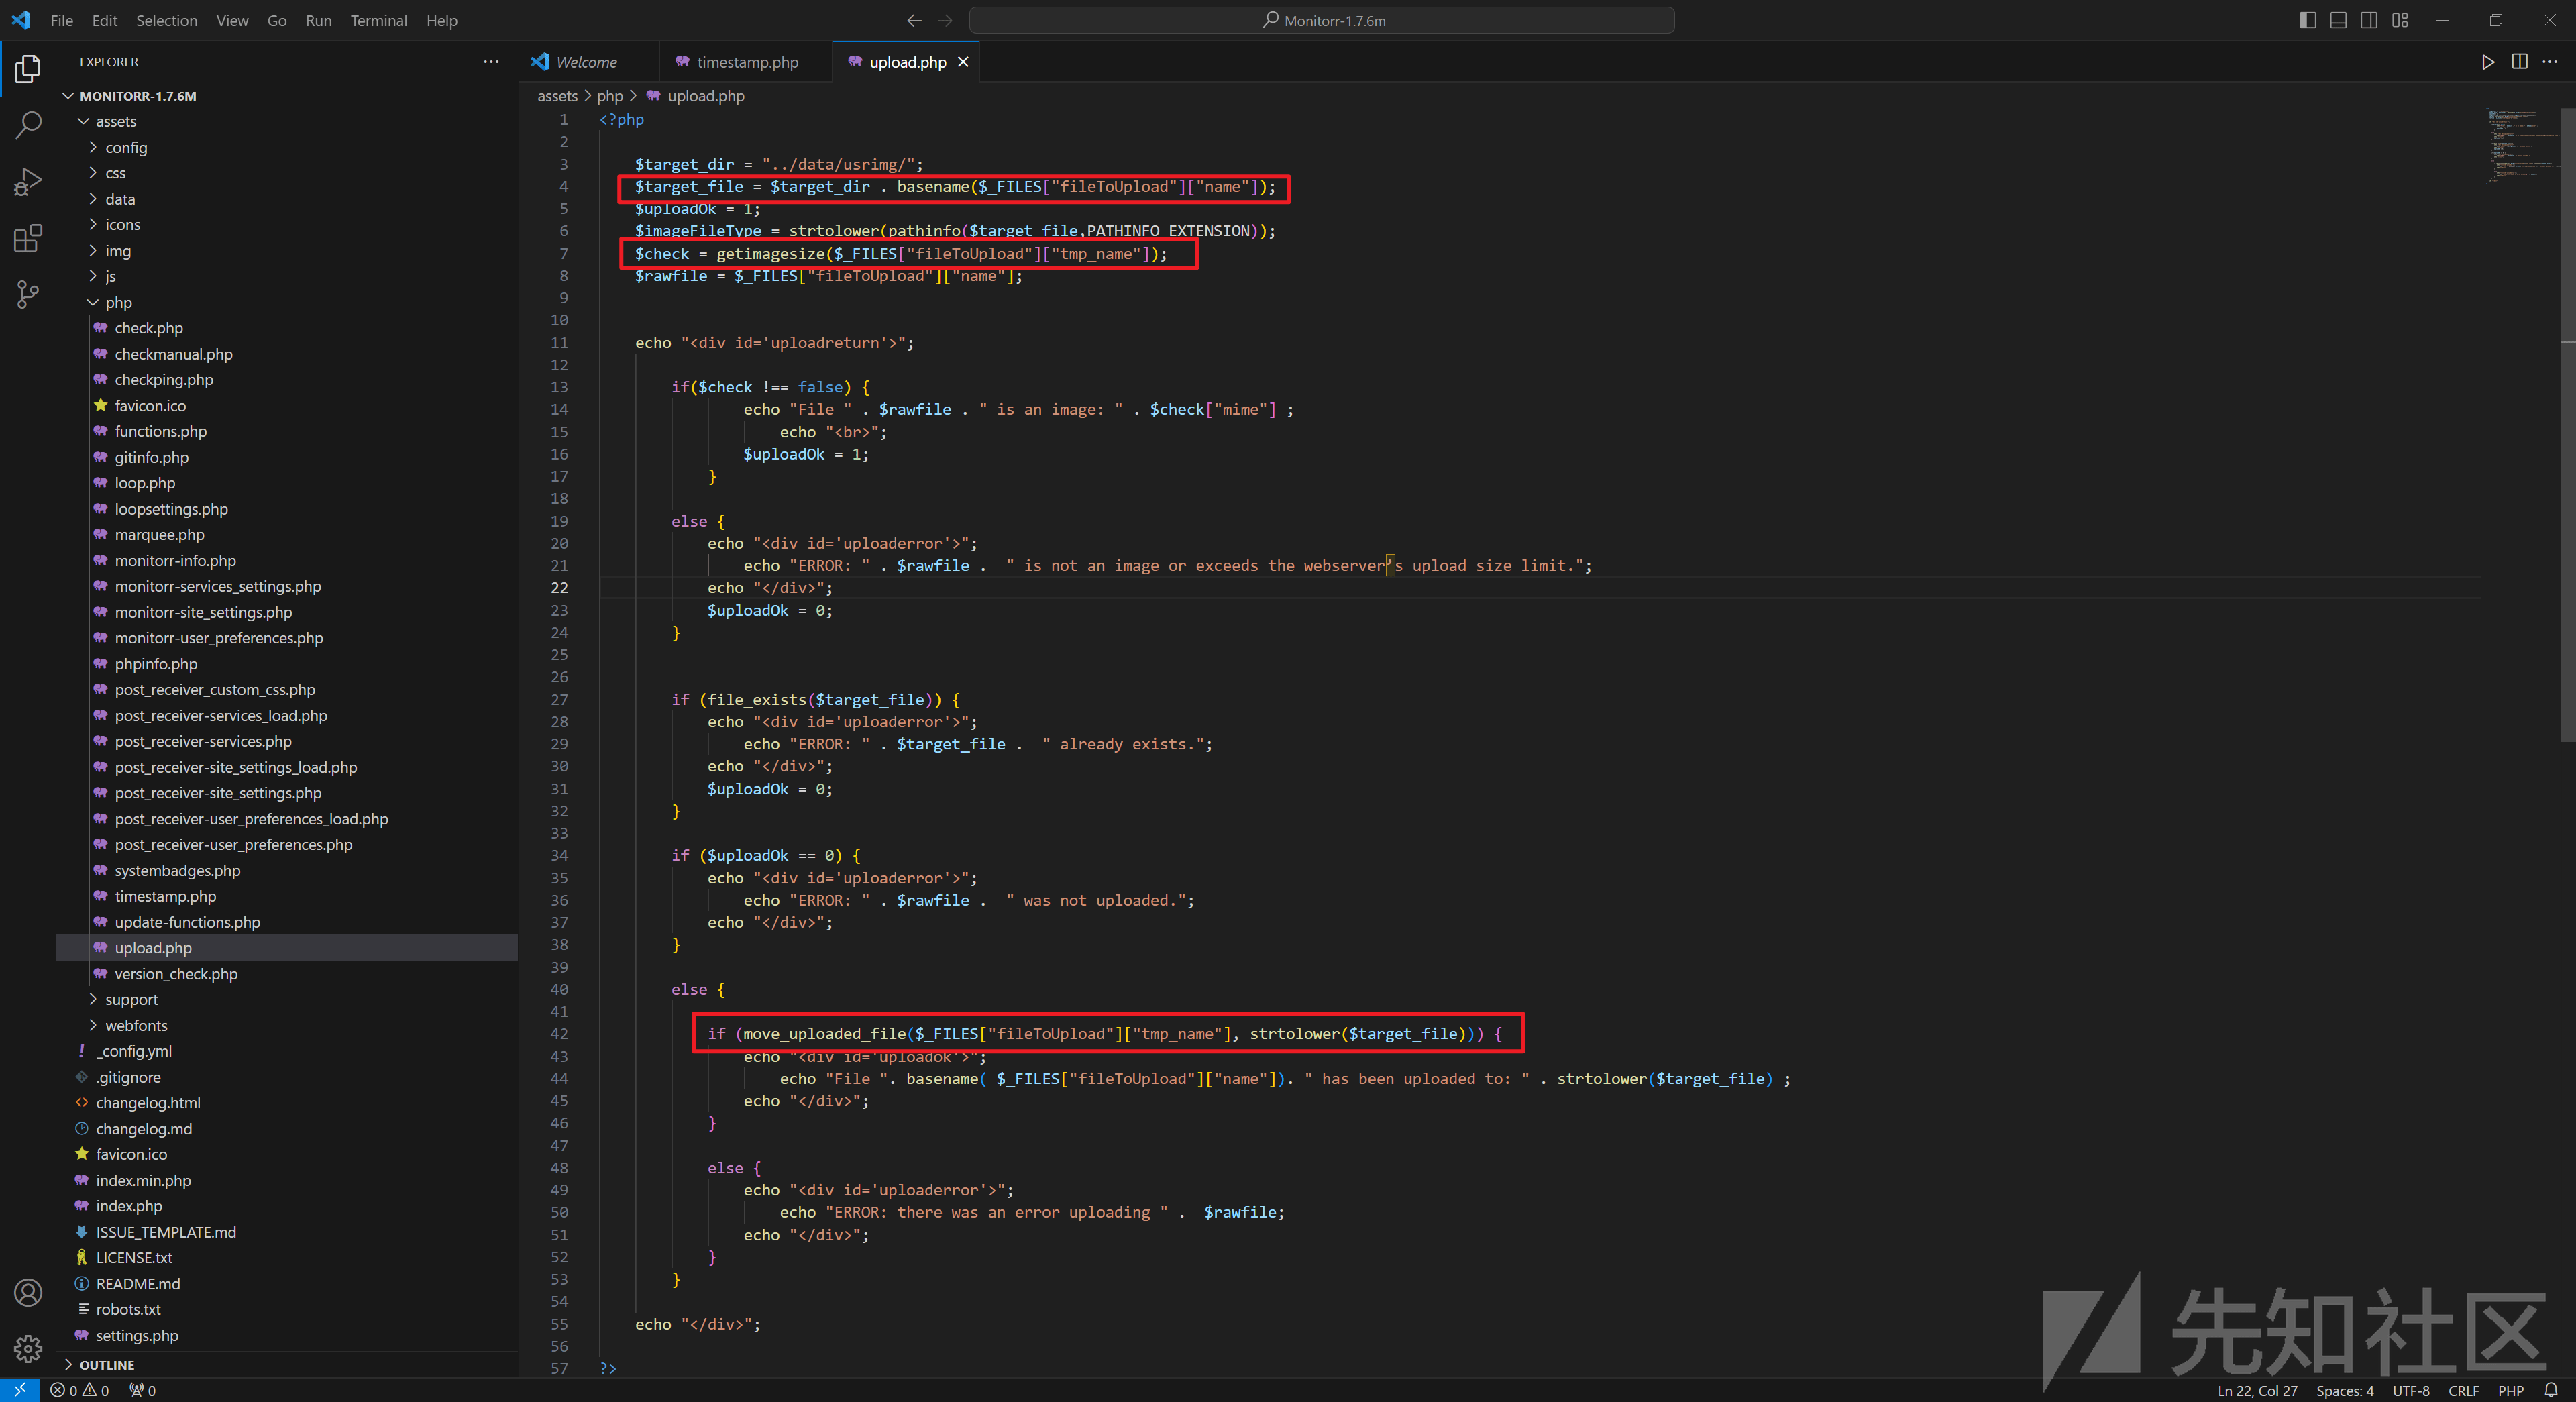 File Edit Selection View Go Run Terminal Help
Monitorr-1.7.6m
EXPLORER
MONITORR-1.7.6M
assets
config
css
data
icons
img
js
php
check.php
checkmanual.php
checkping.php
favicon.ico
functions.php
gitinfo.php
loop.php
loopsettings.php
marquee.php
monitorr-info.php
monitorr-services_settings.php
monitorr-site_settings.php
monitorr-user_preferences.php
phpinfo.php
post_receiver_custom_css.php
post_receiver-services_load.php
post_receiver-services.php
post_receiver-site_settings_load.php
post_receiver-site_settings.php
post_receiver-user_preferences_load.php
post_receiver-user_preferences.php
systembadges.php
timestamp.php
update-functions.php
upload.php
version_check.php
support
webfonts
_config.yml
.gitignore
changelog.html
changelog.md
favicon.ico
index.min.php
index.php
ISSUE_TEMPLATE.md
LICENSE.txt
README.md
robots.txt
settings.php
OUTLINE
Welcome timestamp.php upload.php
assets > php > upload.php
1 <?php
2
3 $target_dir = "../data/usrimg/";
4 $target_file = $target_dir . basename($_FILES["fileToUpload"]["name"]);
5 $uploadOk = 1;
6 $imageFileType = strtolower(pathinfo($target_file,PATHINFO_EXTENSION));
7 $check = getimagesize($_FILES["fileToUpload"]["tmp_name"]);
8 $rawfile = $_FILES["fileToUpload"]["name"];
9
10
11 echo "<div id='uploadreturn'>";
12
13 if($check !== false) {
14 echo "File " . $rawfile . " is an image: " . $check["mime"] ;
15 echo "<br>";
16 $uploadOk = 1;
17 }
18
19 else {
20 echo "<div id='uploaderror'>";
21 echo "ERROR: " . $rawfile .  " is not an image or exceeds the webserver’s upload size limit.";
22 echo "</div>";
23 $uploadOk = 0;
24 }
25
26
27 if (file_exists($target_file)) {
28 echo "<div id='uploaderror'>";
29 echo "ERROR: " . $target_file .  " already exists.";
30 echo "</div>";
31 $uploadOk = 0;
32 }
33
34 if ($uploadOk == 0) {
35 echo "<div id='uploaderror'>";
36 echo "ERROR: " . $rawfile .  " was not uploaded.";
37 echo "</div>";
38 }
39
40 else {
41
42 if (move_uploaded_file($_FILES["fileToUpload"]["tmp_name"], strtolower($target_file))) {
43 echo "<div id='uploadok'>";
44 echo "File ". basename( $_FILES["fileToUpload"]["name"]). " has been uploaded to: " . strtolower($target_file) ;
45 echo "</div>";
46 }
47
48 else {
49 echo "<div id='uploaderror'>";
50 echo "ERROR: there was an error uploading " .  $rawfile;
51 echo "</div>";
52 }
53 }
54
55 echo "</div>";
56
57 ?>
先知社区
0 0 0
Ln 22, Col 27 Spaces: 4 UTF-8 CRLF PHP